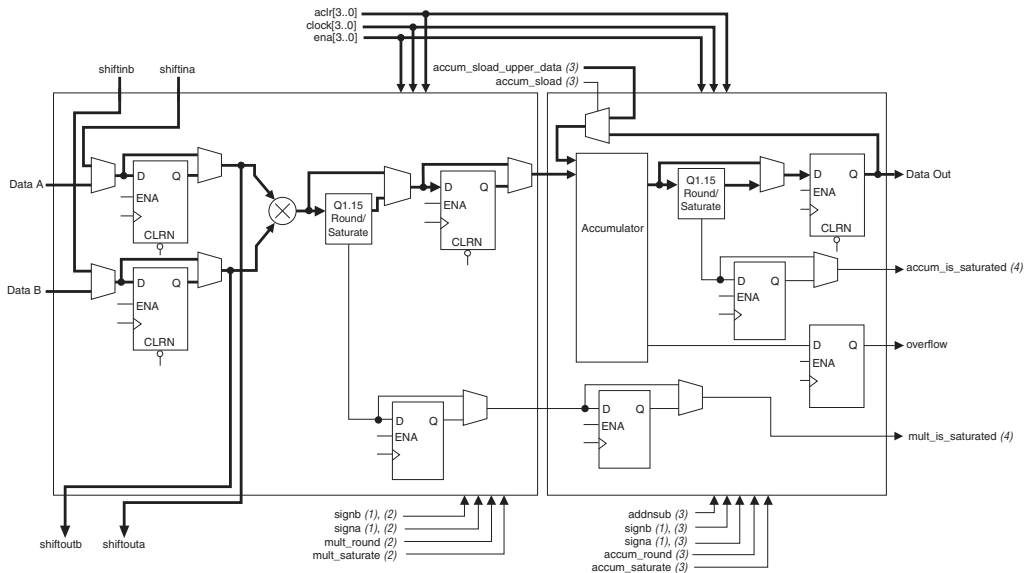 aclr[3..0]
clock[3..0]
ena[3..0]
shiftinb
shiftina
accum_sload_upper_data (3)
accum_sload (3)
Data A
D
Q
ENA
CLRN
Data B
D
Q
ENA
CLRN
Q1.15
Round/
Saturate
D
Q
ENA
CLRN
D
Q
ENA
Accumulator
Q1.15
Round/
Saturate
D
Q
ENA
CLRN
Data Out
D
Q
ENA
accum_is_saturated (4)
D
Q
ENA
overflow
D
Q
ENA
mult_is_saturated (4)
shiftoutb
shiftouta
signb (1), (2)
signa (1), (2)
mult_round (2)
mult_saturate (2)
addnsub (3)
signb (1), (3)
signa (1), (3)
accum_round (3)
accum_saturate (3)